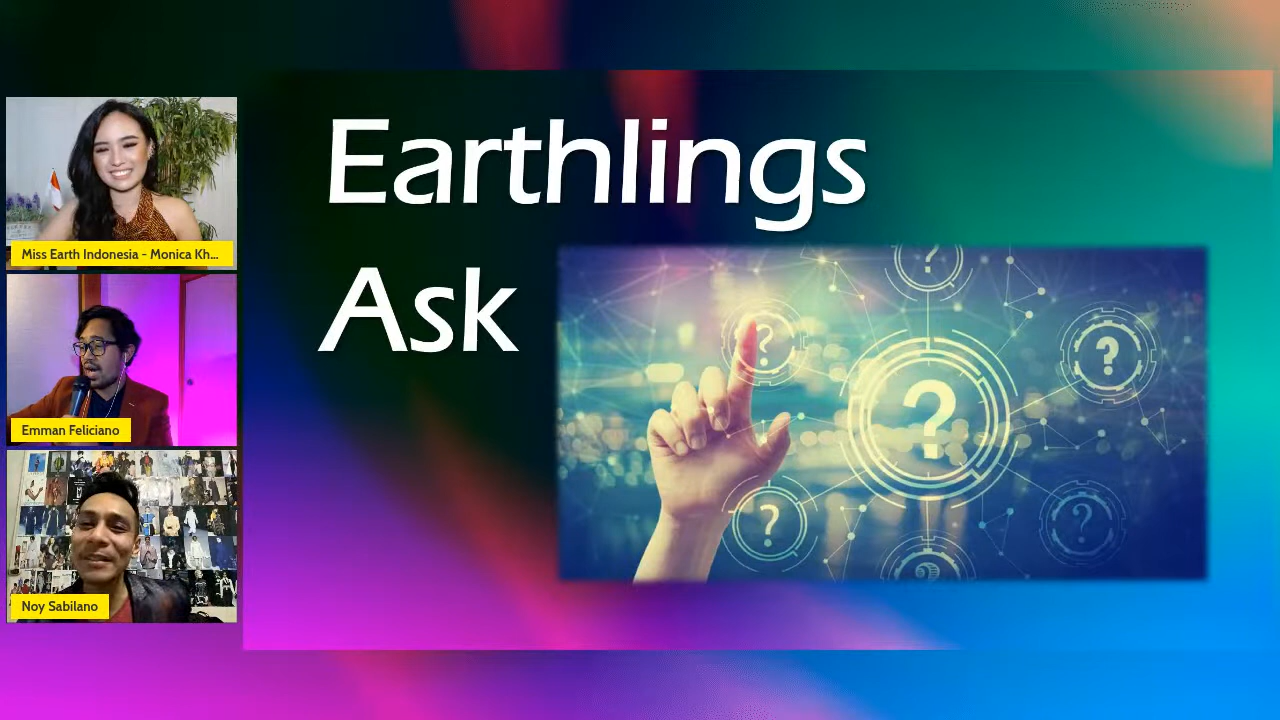 Earthlings
Ask
Miss Earth Indonesia - Monica Kh...
Emman Feliciano
Noy Sabilano